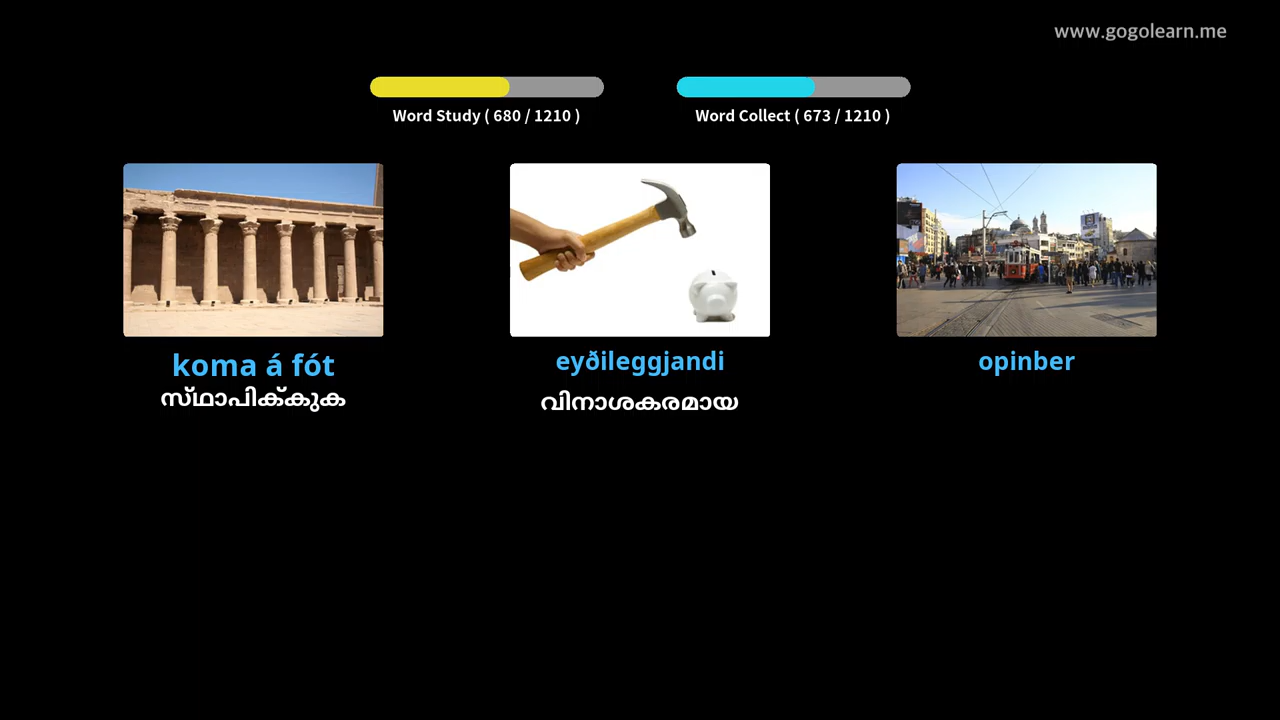 www.gogolearn.me
Word Study ( 680 / 1210 )
Word Collect ( 673 / 1210 )
koma á fót
സ്ഥാപിക്കുക
eyðileggjandi
വിനാശകരമായ
opinber